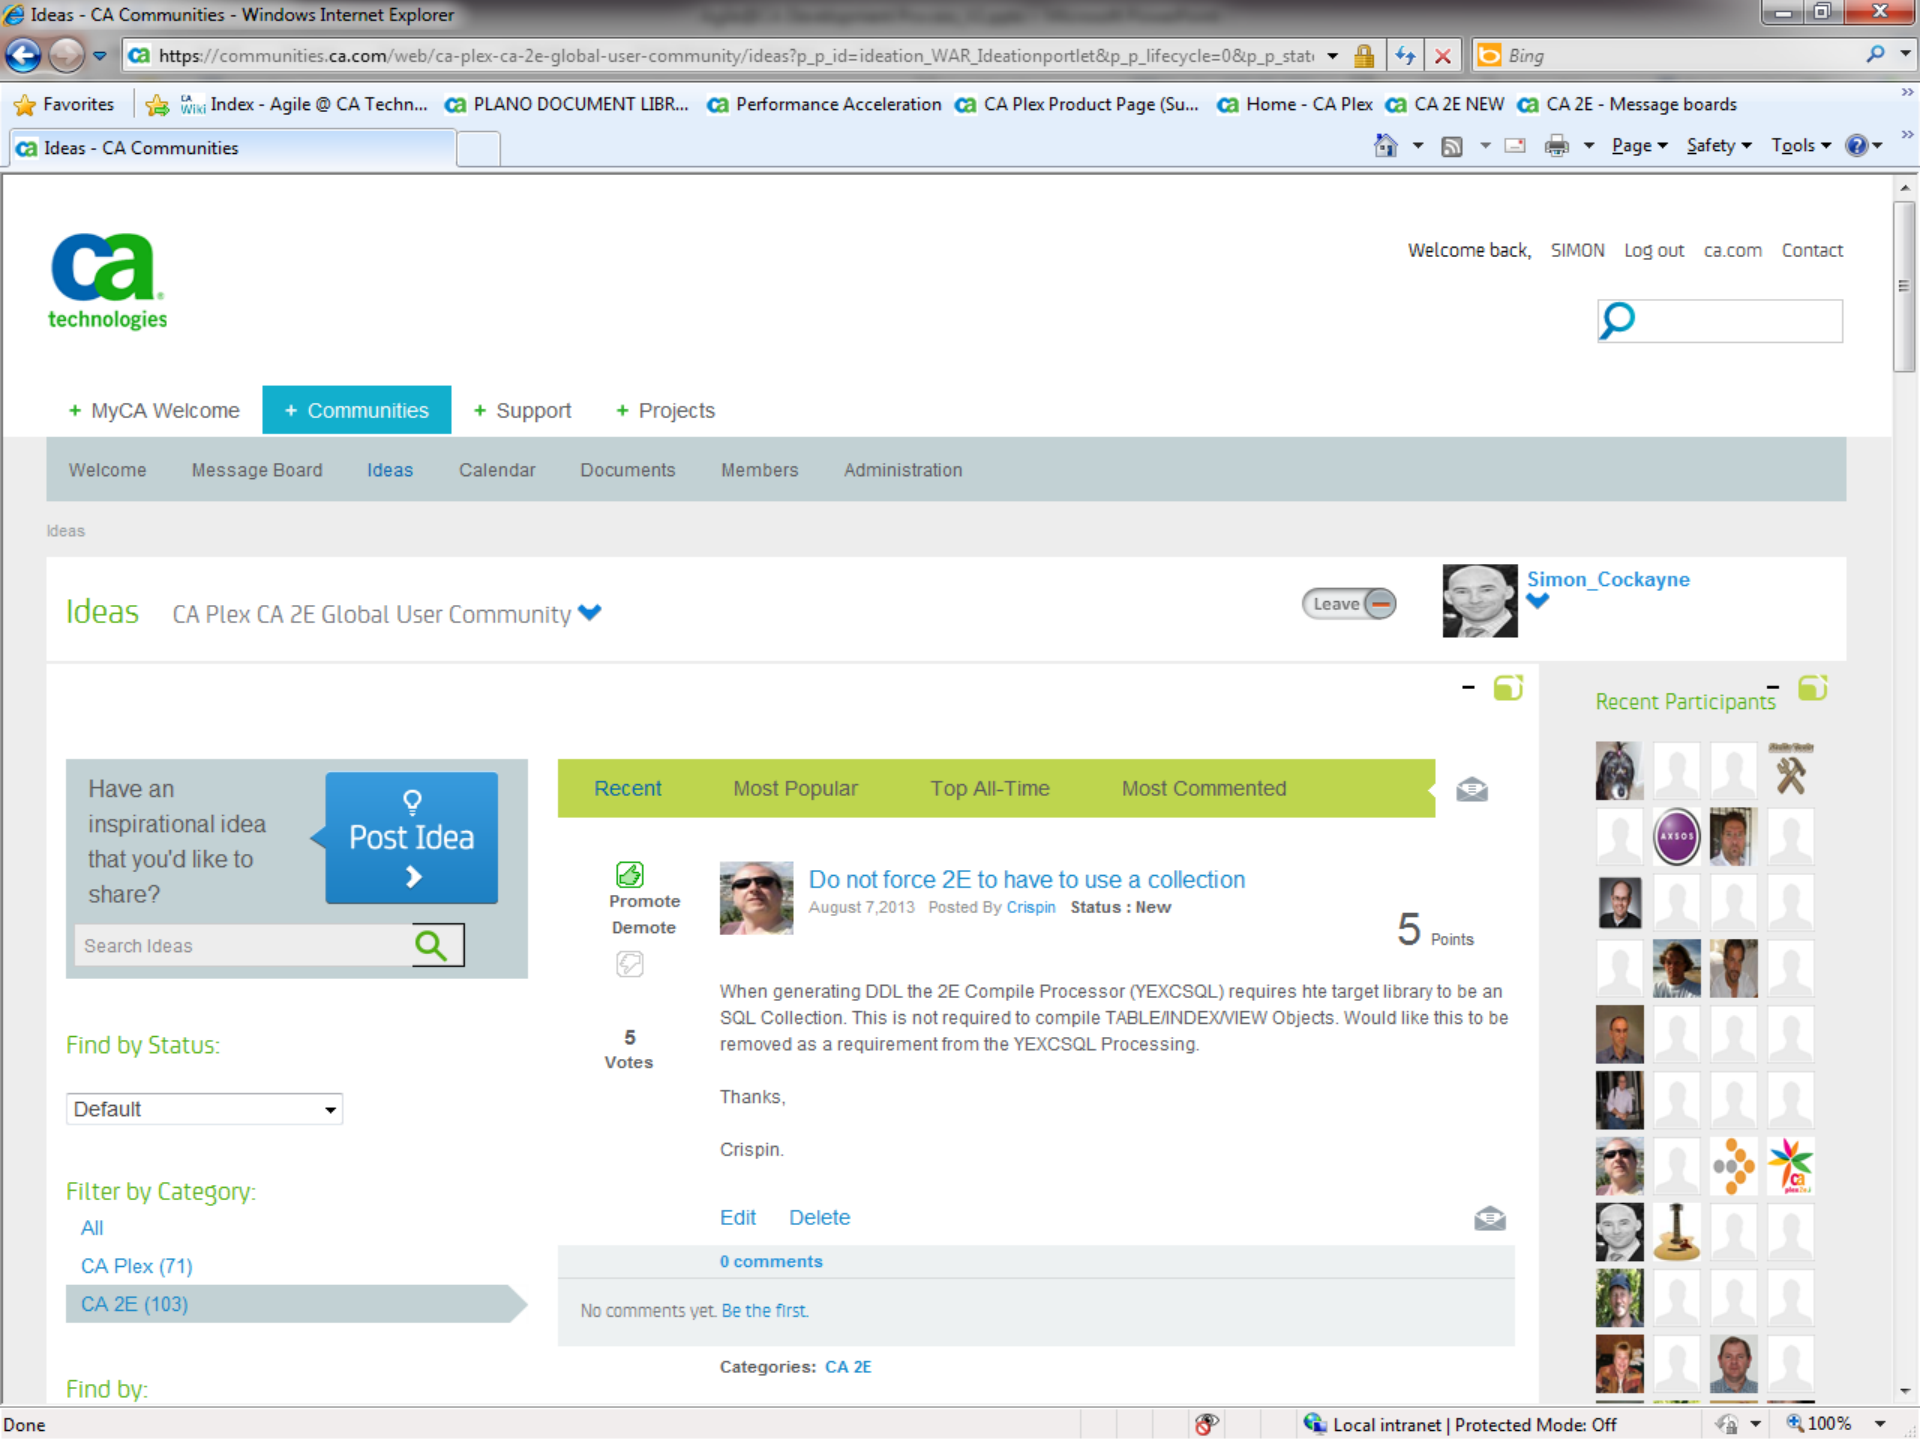 Ideas - CA Communities - Windows Internet Explorer
https://communities.ca.com/web/ca-plex-ca-2e-global-user-community/ideas?p_p_id=ideation_WAR_Ideationportlet&p_p_lifecycle=0&p_p_stat
Bing
Favorites
CA Wiki Index - Agile @ CA Techn...
PLANO DOCUMENT LIBR...
Performance Acceleration
CA Plex Product Page (Su...
Home - CA Plex
CA 2E NEW
CA 2E - Message boards
Ideas - CA Communities
Page
Safety
Tools
ca
technologies
Welcome back, SIMON Log out ca.com Contact
+ MyCA Welcome + Communities + Support + Projects
Welcome Message Board Ideas Calendar Documents Members Administration
Ideas
Ideas CA Plex CA 2E Global User Community
Leave
Simon_Cockayne
Recent Participants
Have an
inspirational idea
that you'd like to
share?
Post Idea
Search Ideas
Find by Status:
Default
Filter by Category:
All
CA Plex (71)
CA 2E (103)
Find by:
Recent Most Popular Top All-Time Most Commented
Promote
Demote
5
Votes
Do not force 2E to have to use a collection
August 7,2013 Posted By Crispin Status : New
5 Points
When generating DDL the 2E Compile Processor (YEXCSQL) requires hte target library to be an
SQL Collection. This is not required to compile TABLE/INDEX/VIEW Objects. Would like this to be
removed as a requirement from the YEXCSQL Processing.
Thanks,
Crispin.
Edit Delete
0 comments
No comments yet. Be the first.
Categories: CA 2E
AXSOS
ca
Done
Local intranet | Protected Mode: Off
100%